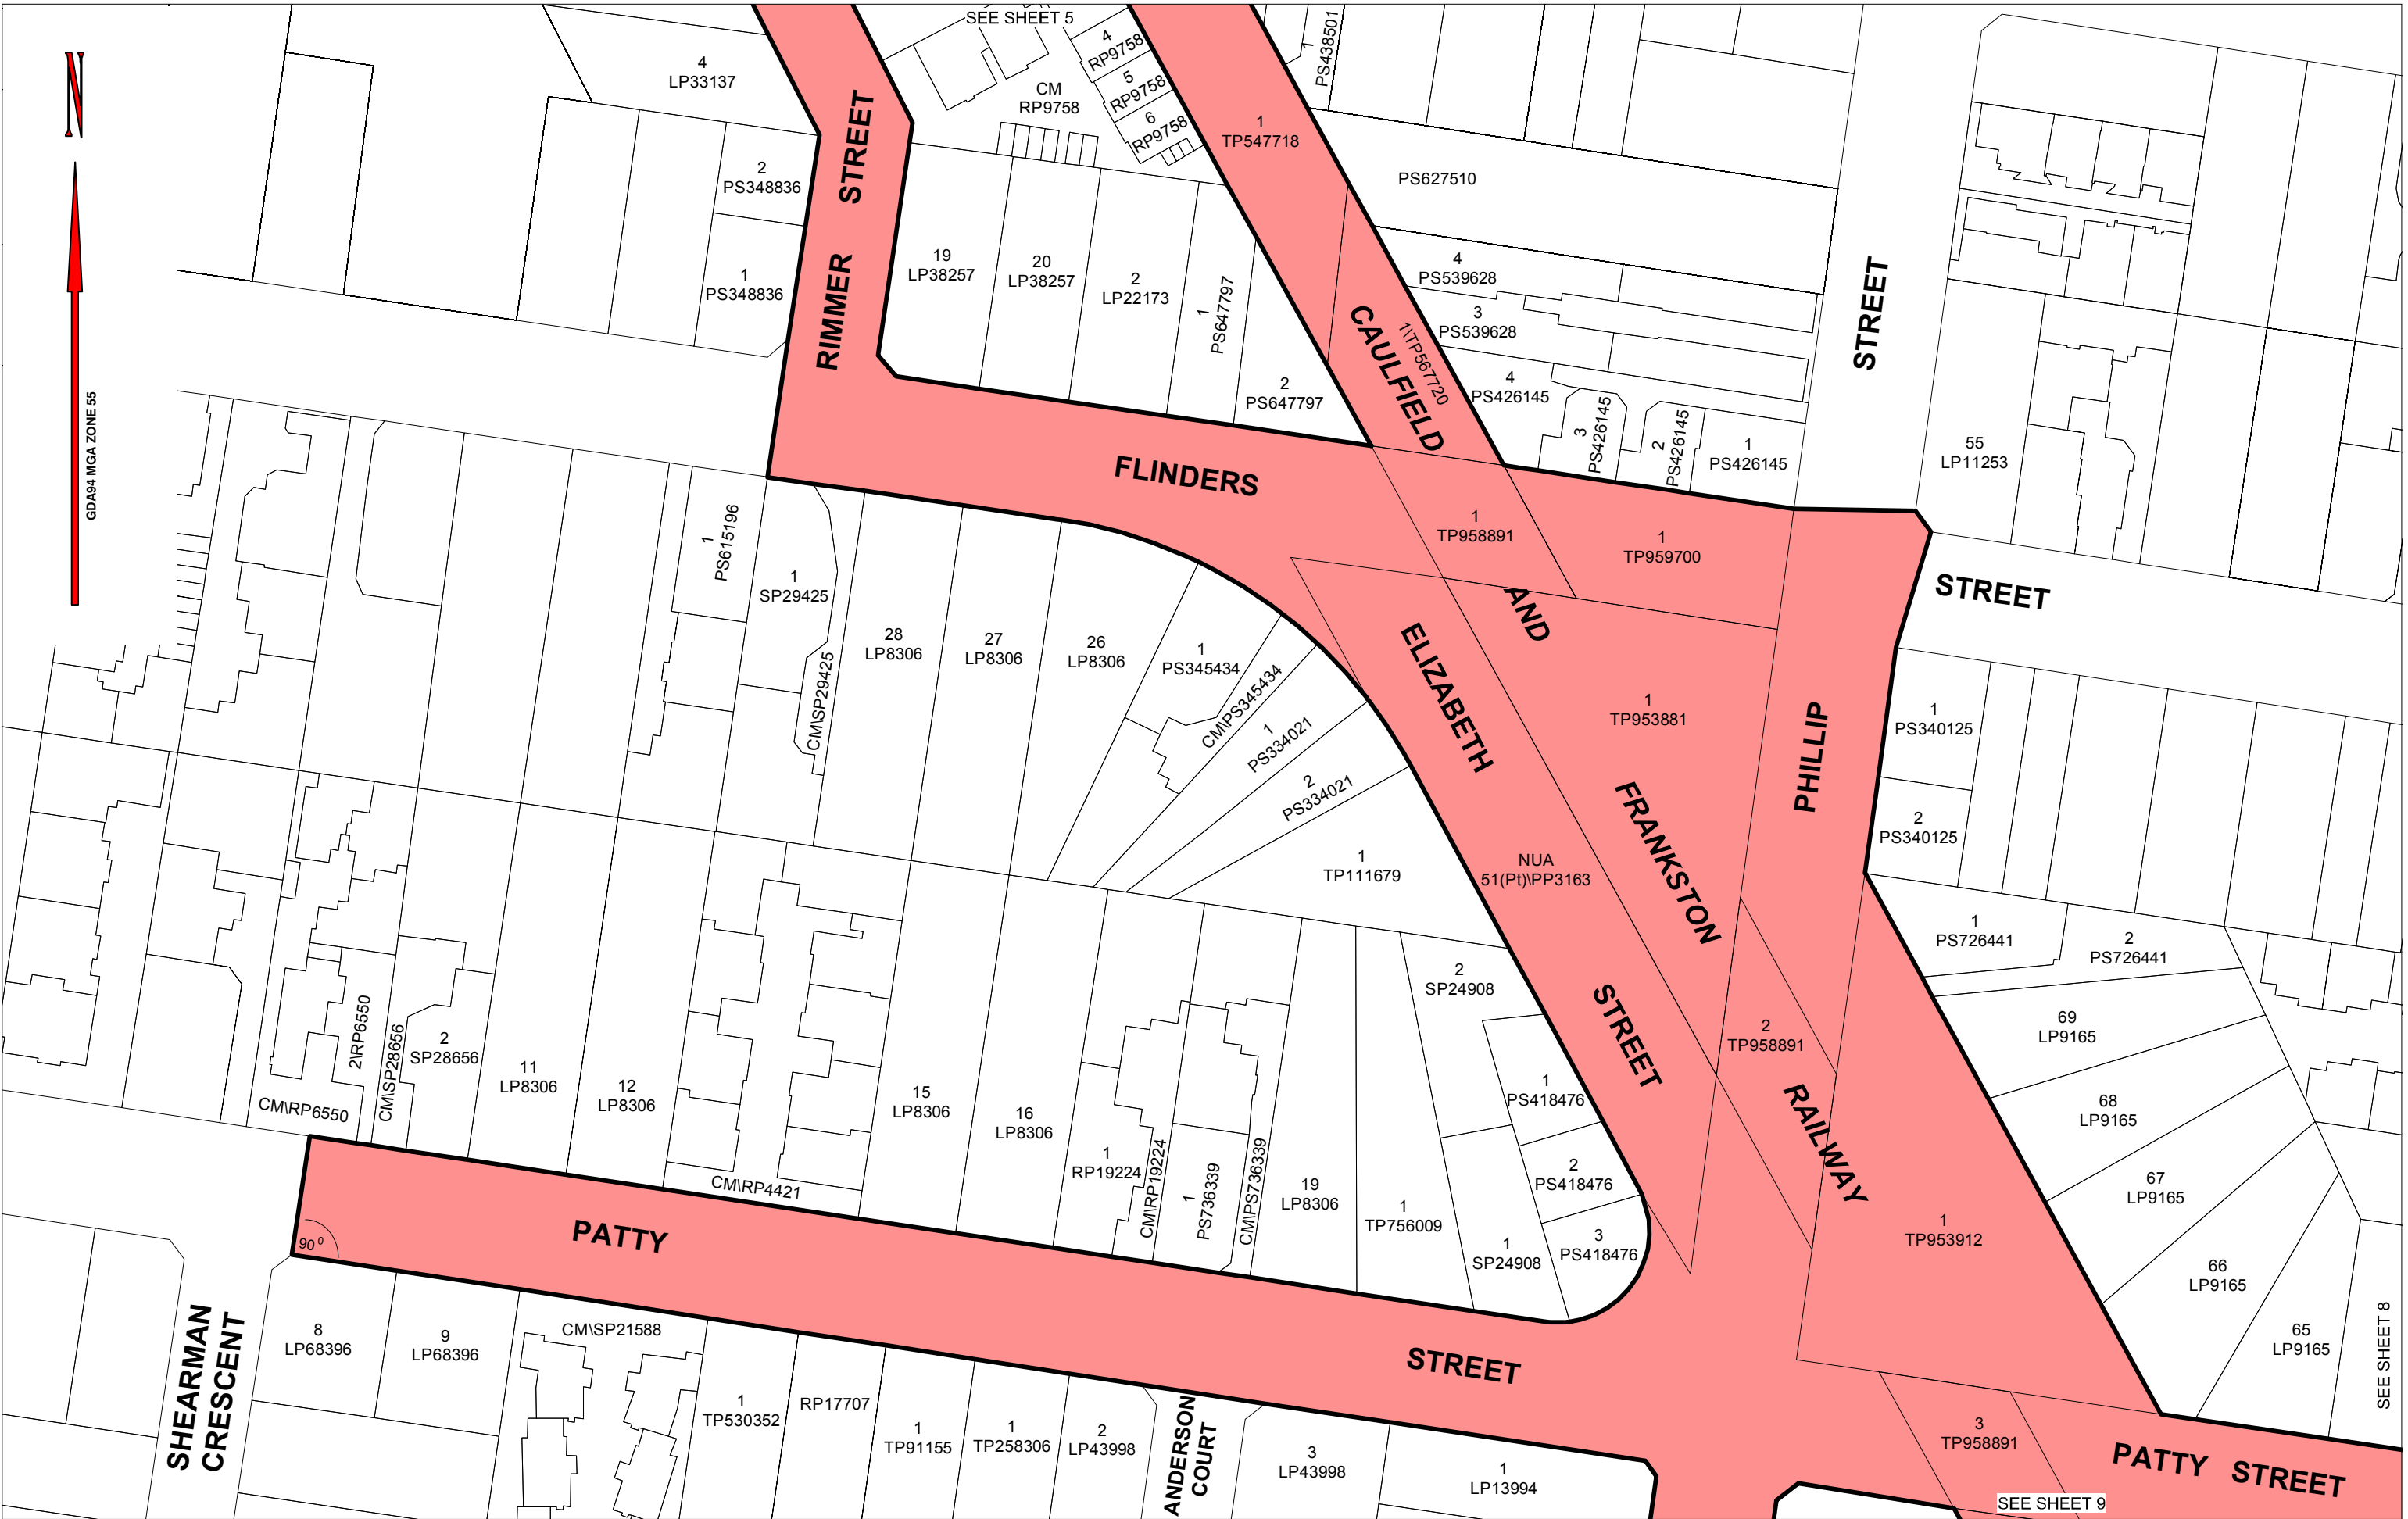 SEE SHEET 5
N
GDA94 MGA ZONE 55
4
LP33137
2
PS348836
1
PS348836
RIMMER STREET
CM
RP9758
4
RP9758
5
RP9758
6
RP9758
1
TP547718
1
PS438501
PS627510
19
LP38257
20
LP38257
2
LP22173
1
PS647797
2
PS647797
CAULFIELD
1\TP567720
4
PS539628
3
PS539628
4
PS426145
3
PS426145
2
PS426145
1
PS426145
STREET
55
LP11253
FLINDERS
1
TP958891
1
TP959700
STREET
1
PS615196
1
SP29425
CM\SP29425
28
LP8306
27
LP8306
26
LP8306
1
PS345434
CM\PS345434
1
PS334021
2
PS334021
1
TP111679
AND
ELIZABETH
1
TP953881
PHILLIP
1
PS340125
2
PS340125
FRANKSTON
NUA
51(Pt)\PP3163
1
PS726441
2
PS726441
2\RP6550
CM\RP6550
CM\SP28656
2
SP28656
11
LP8306
12
LP8306
CM\RP4421
15
LP8306
16
LP8306
1
RP19224
CM\RP19224
1
PS736339
CM\PS736339
19
LP8306
1
TP756009
2
SP24908
1
SP24908
1
PS418476
2
PS418476
3
PS418476
STREET
2
TP958891
RAILWAY
69
LP9165
68
LP9165
67
LP9165
66
LP9165
65
LP9165
1
TP953912
SEE SHEET 8
90⁰
PATTY
STREET
SHEARMAN
CRESCENT
8
LP68396
9
LP68396
CM\SP21588
1
TP530352
RP17707
1
TP91155
1
TP258306
2
LP43998
ANDERSON
COURT
3
LP43998
1
LP13994
3
TP958891
PATTY STREET
SEE SHEET 9